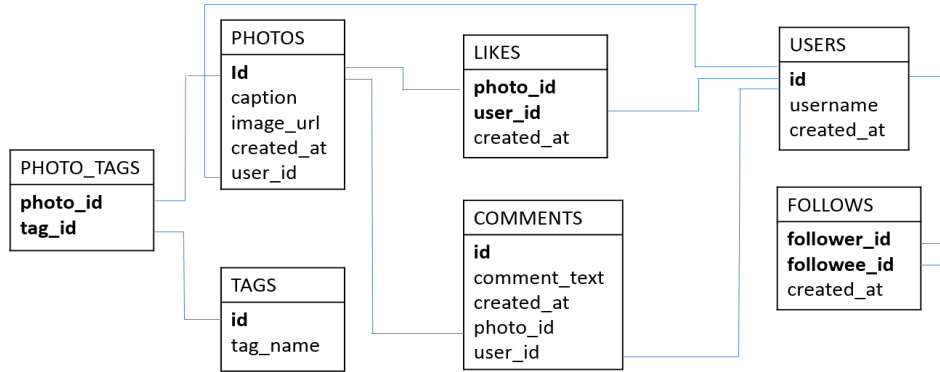 PHOTOS
Id
caption
image_url
created_at
user_id
LIKES
photo_id
user_id
created_at
USERS
id
username
created_at
PHOTO_TAGS
photo_id
tag_id
TAGS
id
tag_name
COMMENTS
id
comment_text
created_at
photo_id
user_id
FOLLOWS
follower_id
followee_id
created_at